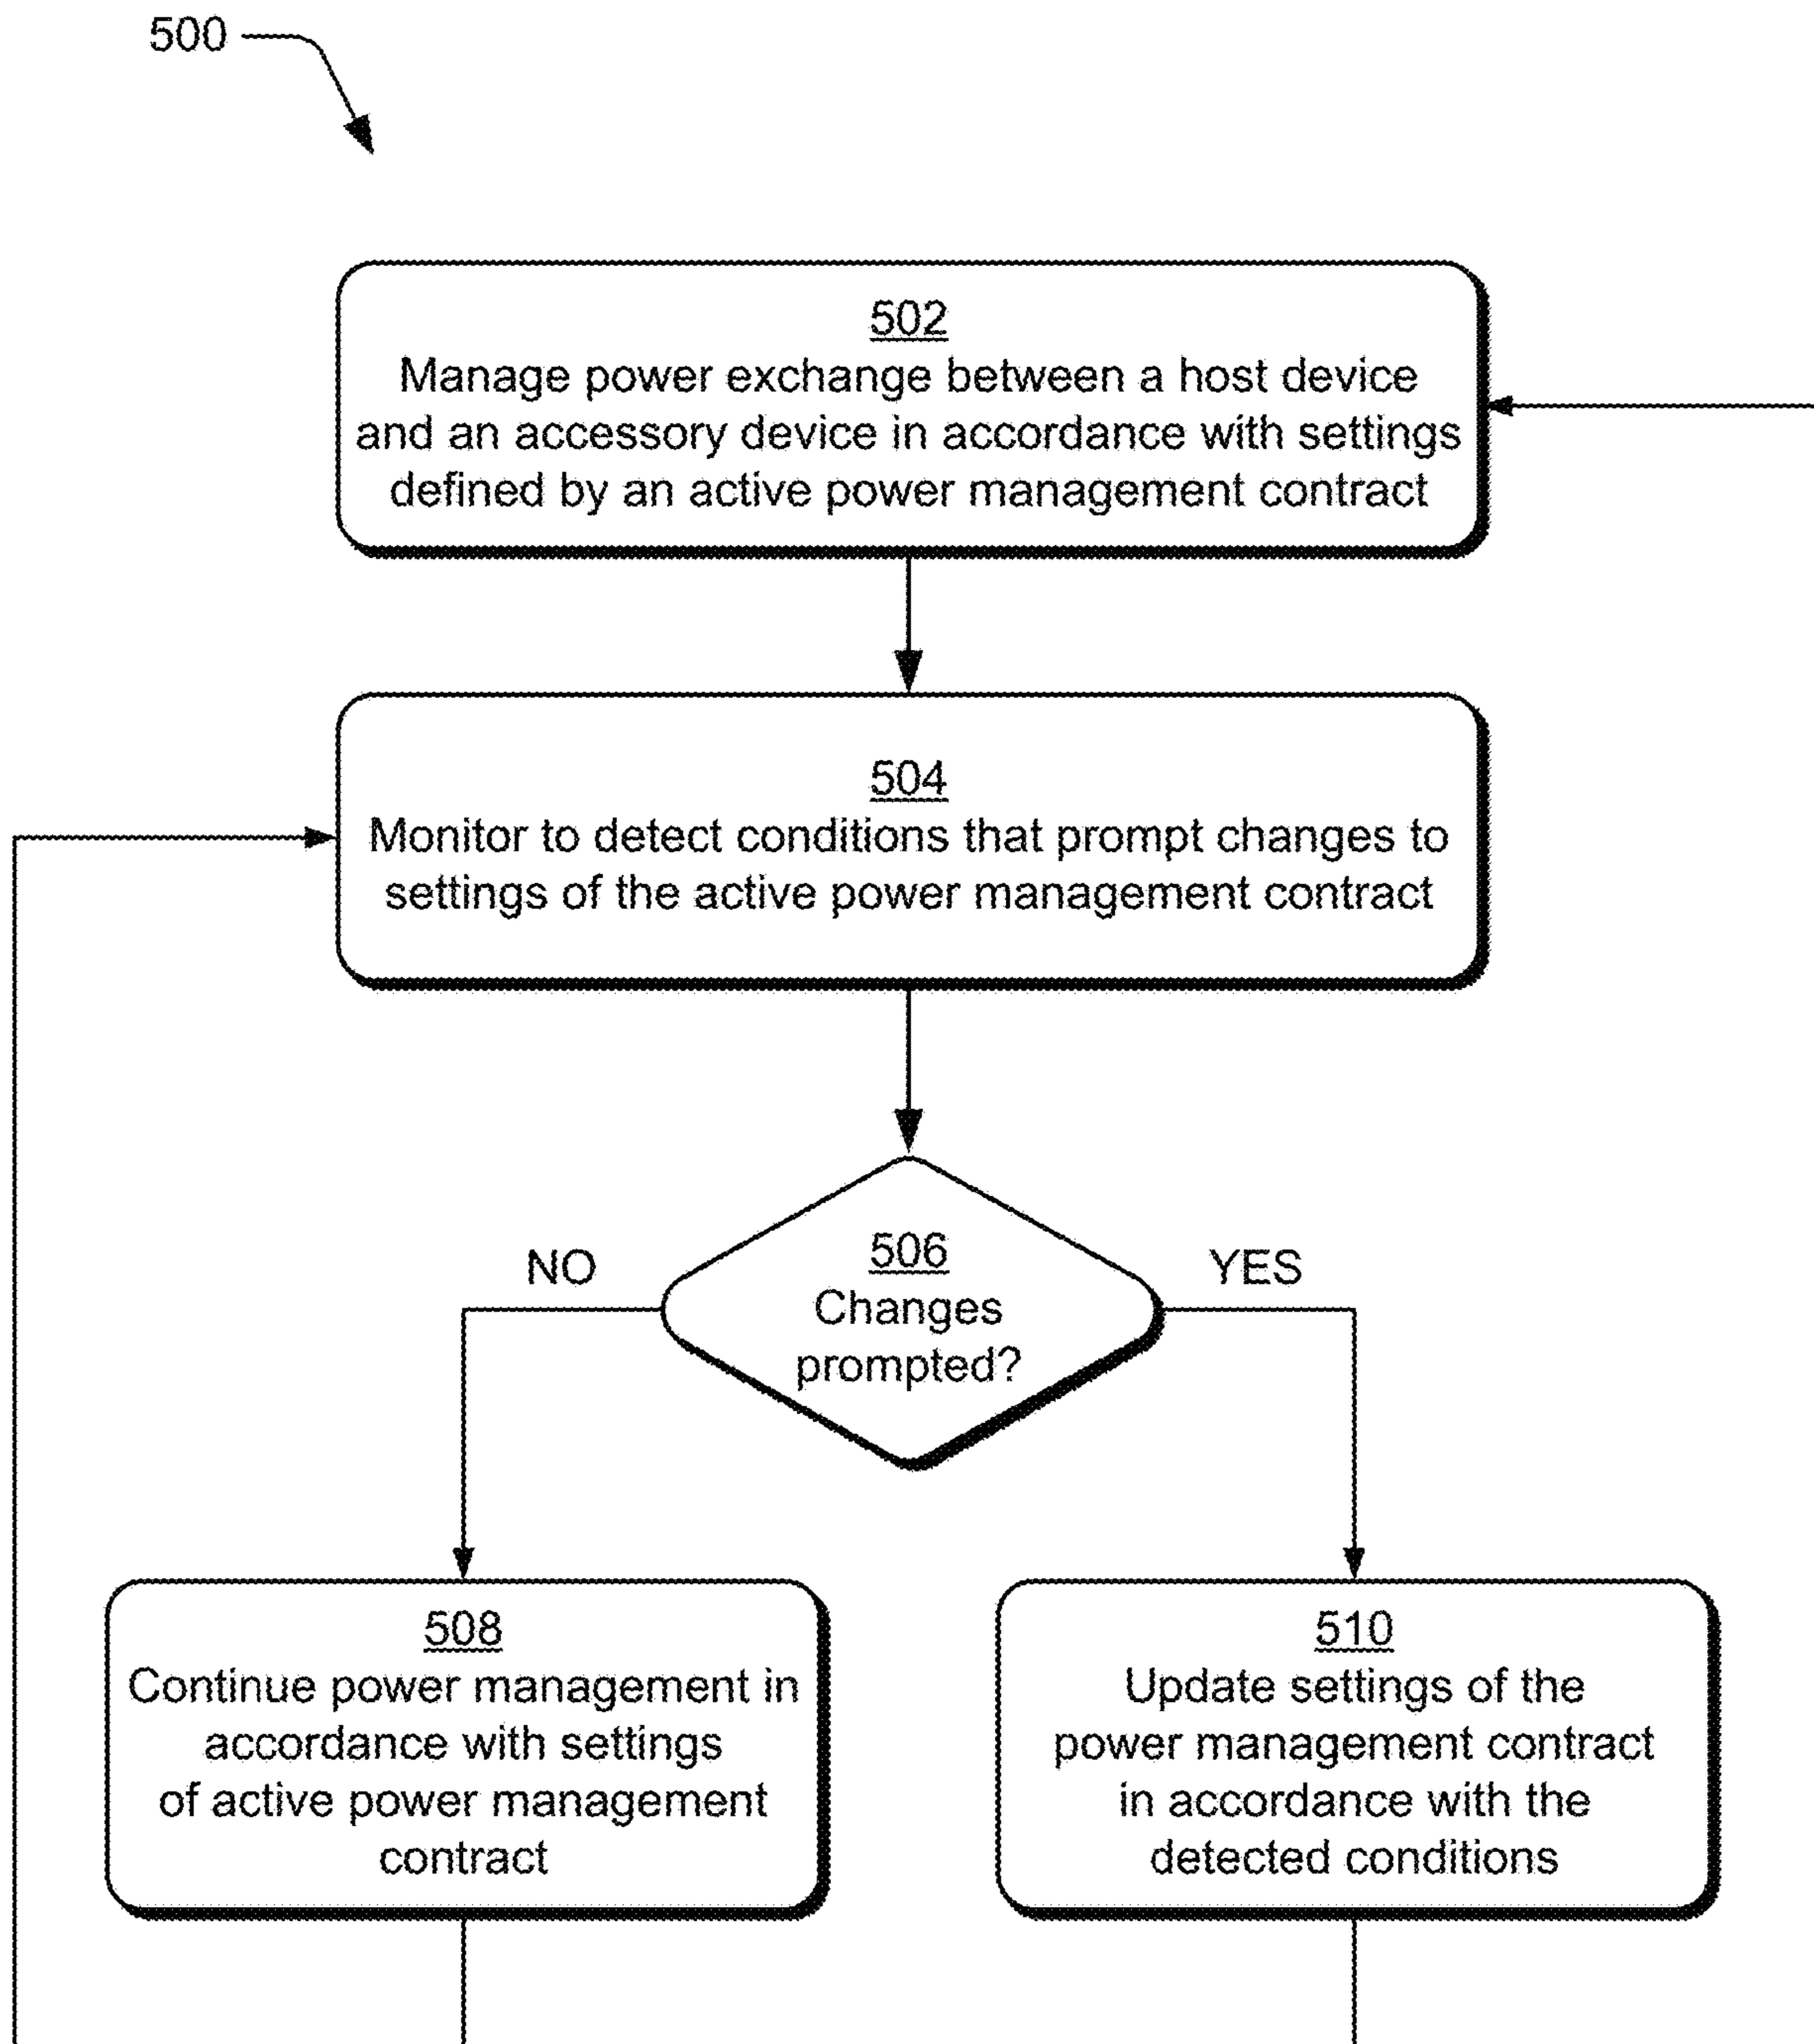 500
502
Manage power exchange between a host device
and an accessory device in accordance with settings
defined by an active power management contract
504
Monitor to detect conditions that prompt changes to
settings of the active power management contract
506
Changes
prompted?
NO
YES
508
Continue power management in
accordance with settings
of active power management
contract
510
Update settings of the
power management contract
in accordance with the
detected conditions